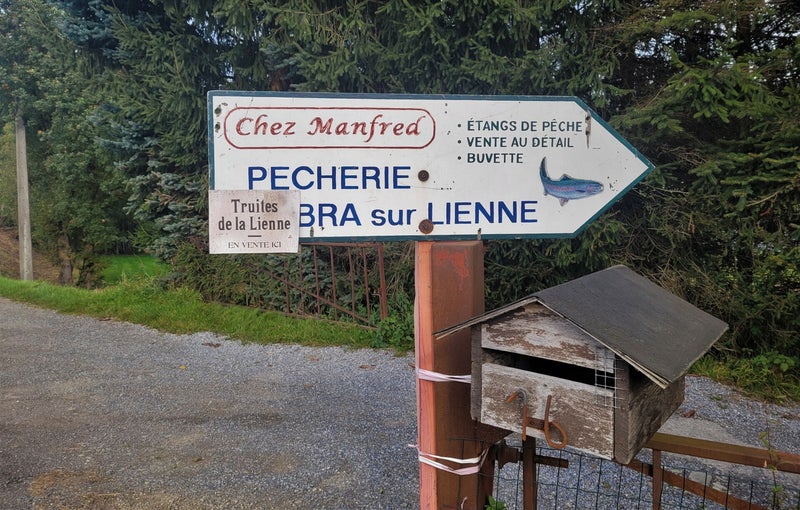 Chez Manfred
• ÉTANGS DE PÊCHE
• VENTE AU DÉTAIL
• BUVETTE
PECHERIE
BRA sur LIENNE
Truites
de la Lienne
EN VENTE ICI
16